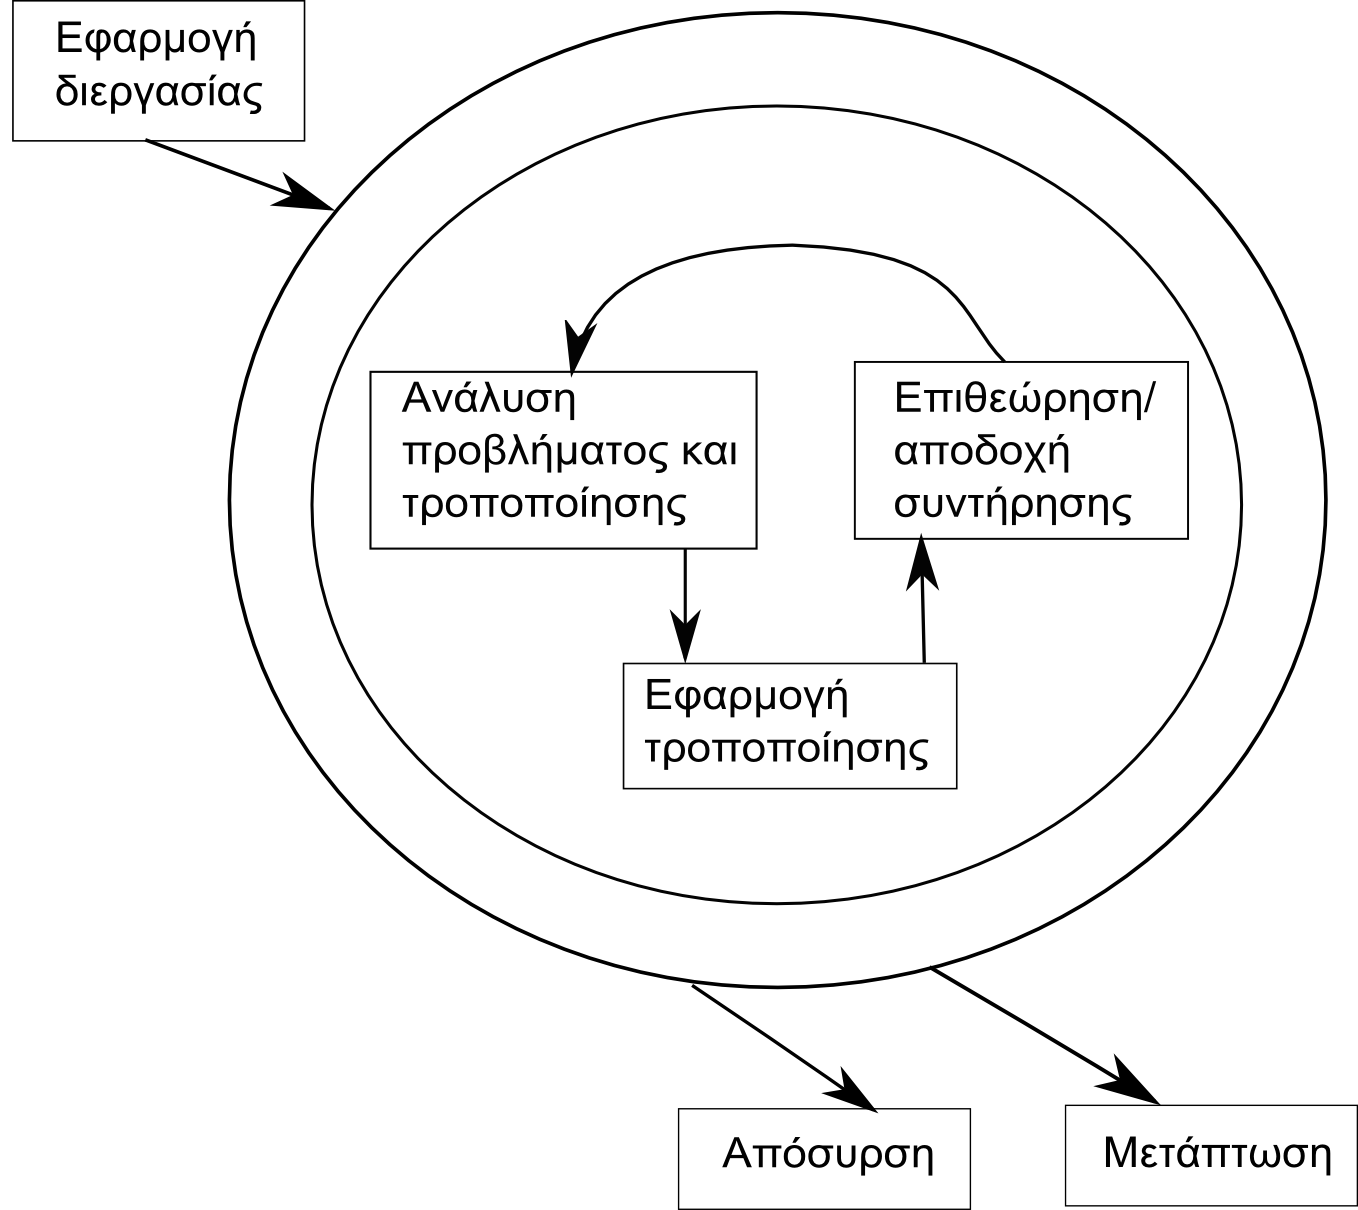 Εφαρμογή
διεργασίας
Ανάλυση
προβλήματος και
τροποποίησης
Επιθεώρηση/
αποδοχή
συντήρησης
Εφαρμογή
τροποποίησης
Απόσυρση
Μετάπτωση